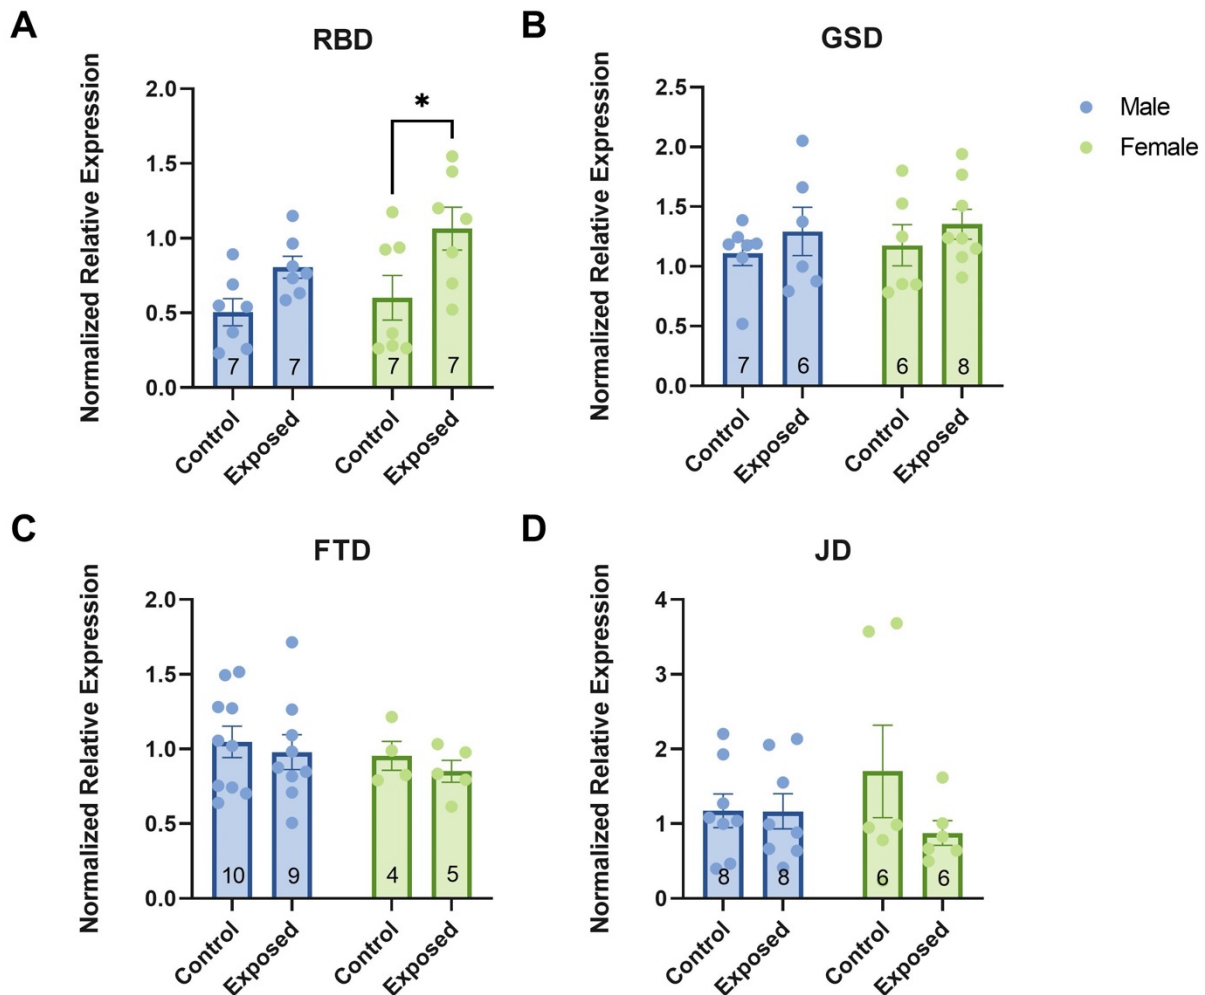 A
RBD
Normalized Relative Expression
2.0
1.5
1.0
0.5
0.0
*
7
7
7
7
Control
Exposed
Control
Exposed
B
GSD
Normalized Relative Expression
2.5
2.0
1.5
1.0
0.5
0.0
7
6
6
8
Control
Exposed
Control
Exposed
Male
Female
C
FTD
Normalized Relative Expression
2.0
1.5
1.0
0.5
0.0
10
9
4
5
Control
Exposed
Control
Exposed
D
JD
Normalized Relative Expression
4
3
2
1
0
8
8
6
6
Control
Exposed
Control
Exposed